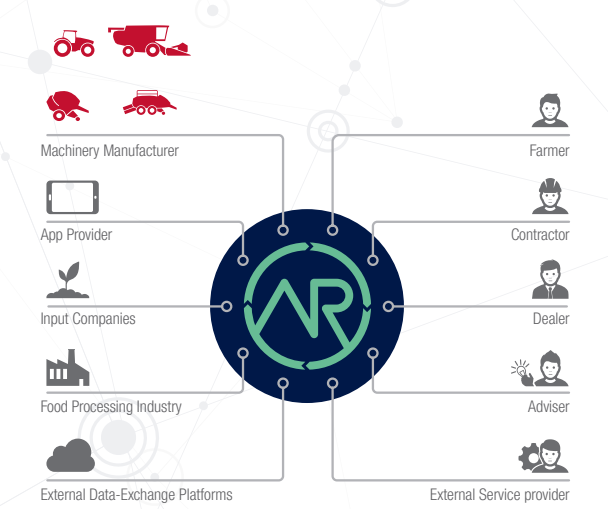 Machinery Manufacturer
Farmer
App Provider
Contractor
AR
Input Companies
Dealer
Food Processing Industry
Adviser
External Data-Exchange Platforms
External Service provider